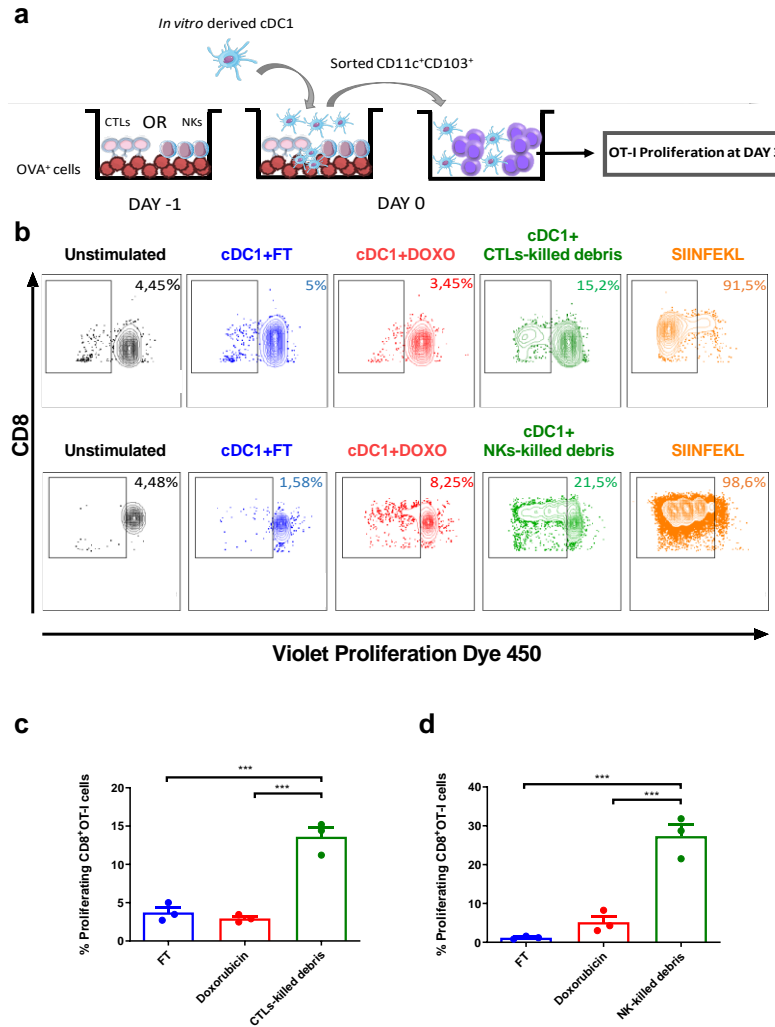 a
In vitro derived cDC1
Sorted CD11c⁺CD103⁺
CTLs OR NKs
OVA⁺ cells
OT-I Proliferation at DAY
DAY -1
DAY 0
b
Unstimulated
cDC1+FT
cDC1+DOXO
cDC1+
CTLs-killed debris
SIINFEKL
4,45%
5%
3,45%
15,2%
91,5%
CD8
Unstimulated
cDC1+FT
cDC1+DOXO
cDC1+
NKs-killed debris
SIINFEKL
4,48%
1,58%
8,25%
21,5%
98,6%
Violet Proliferation Dye 450
c
% Proliferating CD8⁺OT-I cells
20
15
10
5
0
***
***
FT
Doxorubicin
CTLs-killed debris
d
% Proliferating CD8⁺OT-I cells
40
30
20
10
0
***
***
FT
Doxorubicin
NK-killed debris